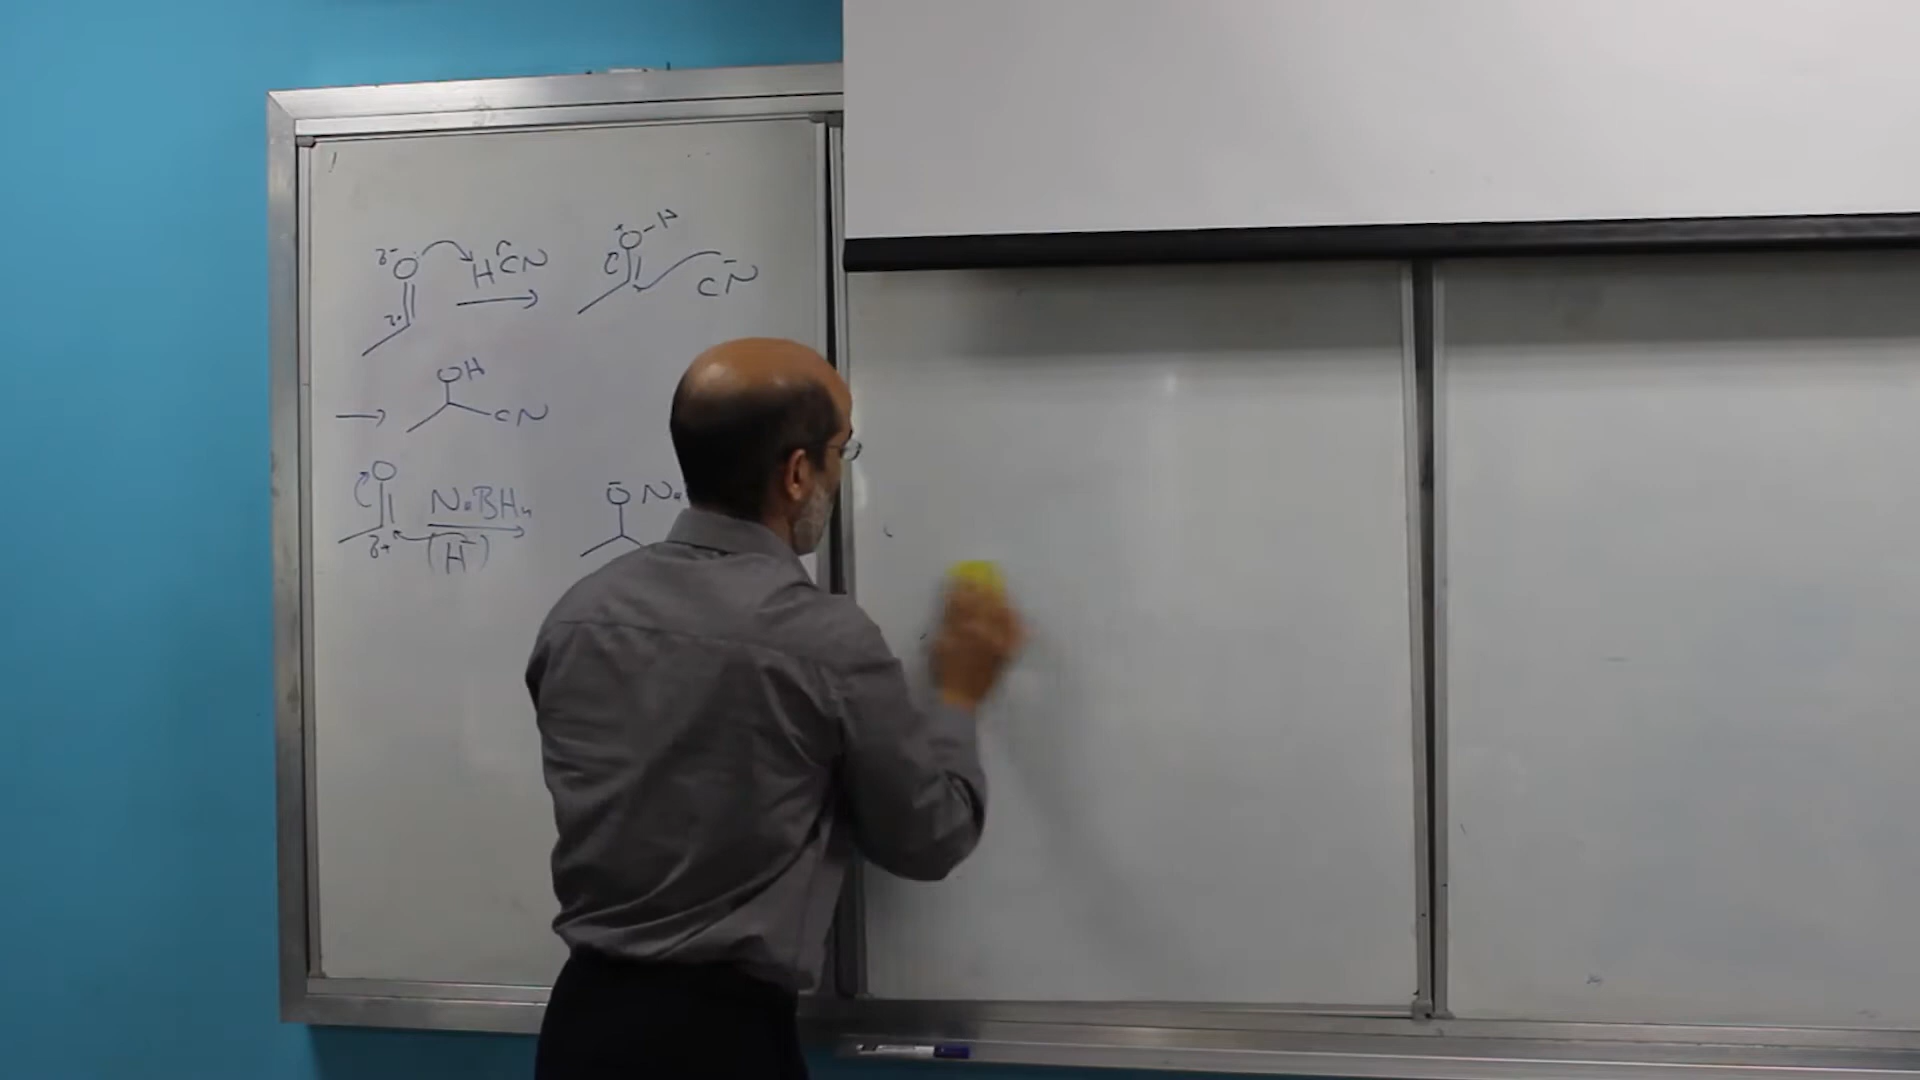 δ- O HCN O-H
δ+ CN-
OH
CN
O NaBH4 O- Na
δ+ (H-)